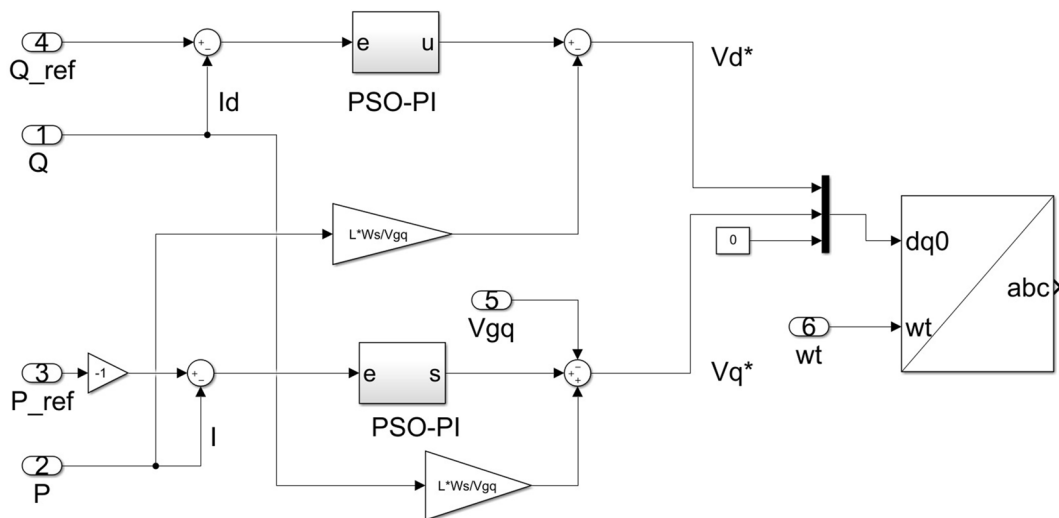 4
Q_ref
+
−
e
u
PSO-PI
+
−
Vd*
Id
1
Q
L*Ws/Vgq
0
dq0
abc
5
Vgq
6
wt
wt
3
P_ref
-1
+
−
e
s
PSO-PI
−
+
+
Vq*
I
2
P
L*Ws/Vgq